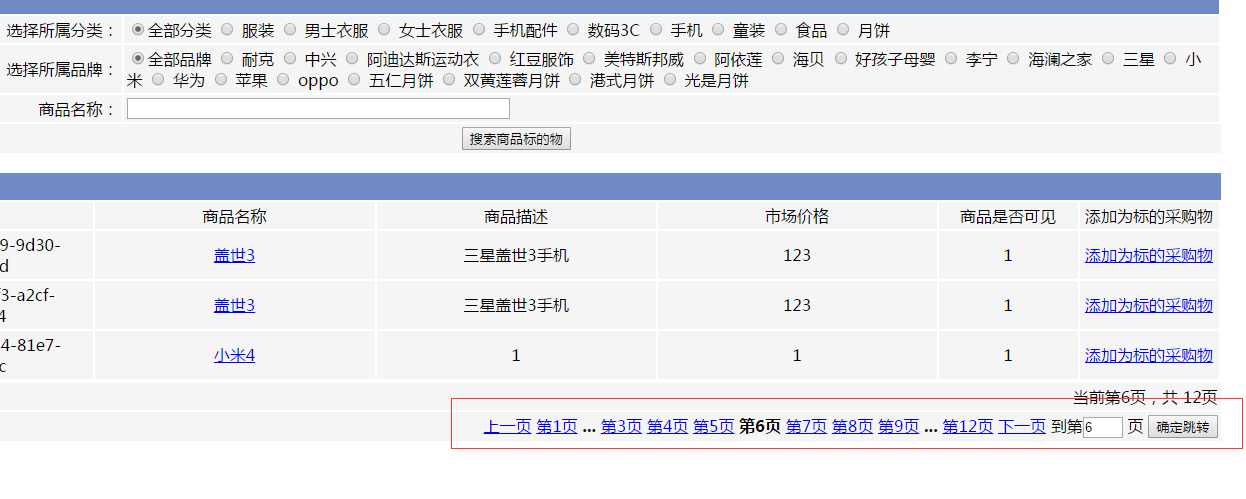 选择所属分类： 全部分类 服装 男士衣服 女士衣服 手机配件 数码3C 手机 童装 食品 月饼
选择所属品牌： 全部品牌 耐克 中兴 阿迪达斯运动衣 红豆服饰 美特斯邦威 阿依莲 海贝 好孩子母婴 李宁 海澜之家 三星 小
米 华为 苹果 oppo 五仁月饼 双黄莲蓉月饼 港式月饼 光是月饼
商品名称：
搜索商品标的物
商品名称 商品描述 市场价格 商品是否可见 添加为标的采购物
9-9d30-
d 盖世3 三星盖世3手机 123 1 添加为标的采购物
3-a2cf-
4 盖世3 三星盖世3手机 123 1 添加为标的采购物
4-81e7-
c 小米4 1 1 1 添加为标的采购物
当前第6页，共 12页
上一页 第1页 ... 第3页 第4页 第5页 第6页 第7页 第8页 第9页 ... 第12页 下一页 到第6 页 确定跳转